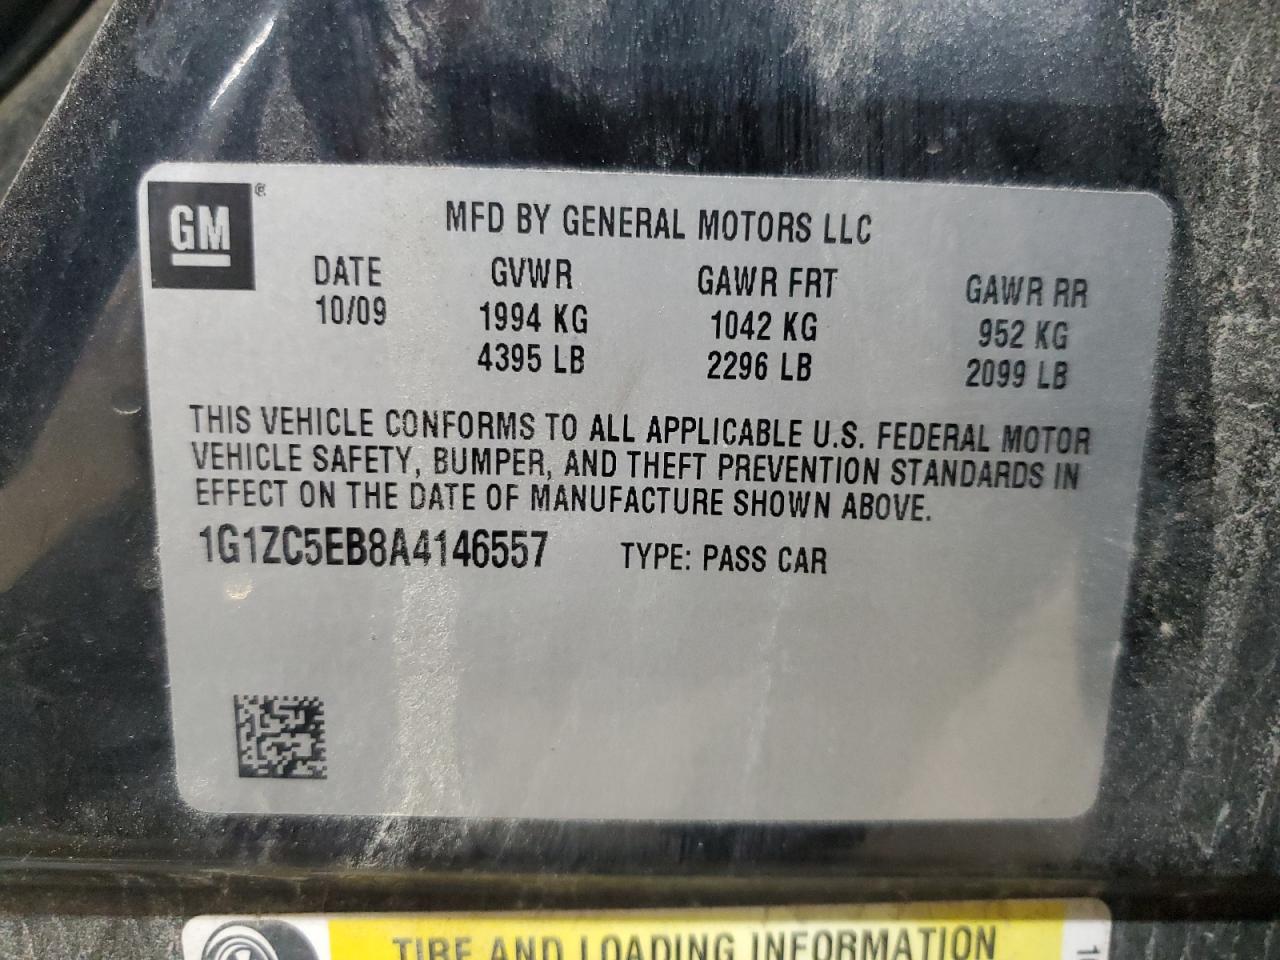 GM ®
MFD BY GENERAL MOTORS LLC
DATE GVWR GAWR FRT GAWR RR
10/09 1994 KG 1042 KG 952 KG
4395 LB 2296 LB 2099 LB
THIS VEHICLE CONFORMS TO ALL APPLICABLE U.S. FEDERAL MOTOR
VEHICLE SAFETY, BUMPER, AND THEFT PREVENTION STANDARDS IN
EFFECT ON THE DATE OF MANUFACTURE SHOWN ABOVE.
1G1ZC5EB8A4146557 TYPE: PASS CAR
TIRE AND LOADING INFORMATION